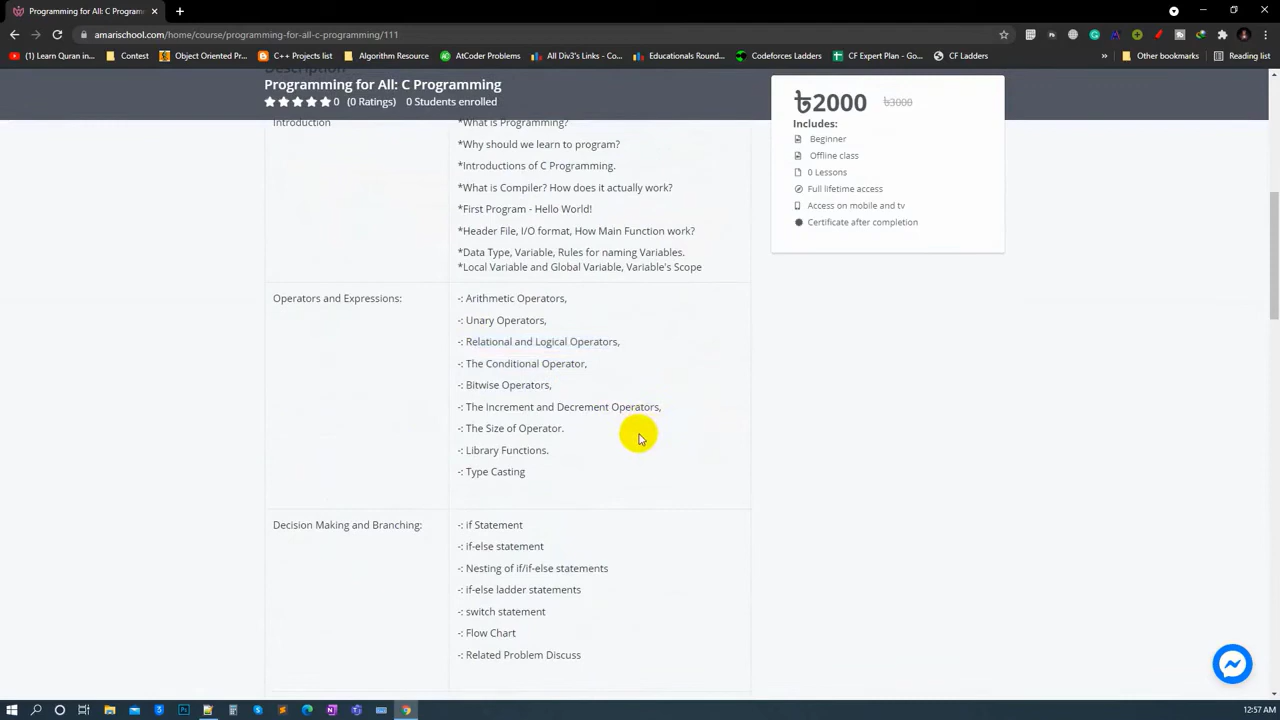 Programming for All: C Programm
amarischool.com/home/course/programming-for-all-c-programming/111
(1) Learn Quran in...
Contest
Object Oriented Pro...
C++ Projects list
Algorithm Resource
AtCoder Problems
All Div3's Links - Co...
Educational Round...
Codeforces Ladders
CF Expert Plan - Goo...
CF Ladders
»
Other bookmarks
Reading list
Description
Programming for All: C Programming
0 (0 Ratings) 0 Students enrolled
৳2000 ৳3000
Includes:
Beginner
Offline class
0 Lessons
Full lifetime access
Access on mobile and tv
Certificate after completion
Introduction
*What is Programming?
*Why should we learn to program?
*Introductions of C Programming.
*What is Compiler? How does it actually work?
*First Program - Hello World!
*Header File, I/O format, How Main Function work?
*Data Type, Variable, Rules for naming Variables.
*Local Variable and Global Variable, Variable's Scope
Operators and Expressions:
-: Arithmetic Operators,
-: Unary Operators,
-: Relational and Logical Operators,
-: The Conditional Operator,
-: Bitwise Operators,
-: The Increment and Decrement Operators,
-: The Size of Operator.
-: Library Functions.
-: Type Casting
Decision Making and Branching:
-: if Statement
-: if-else statement
-: Nesting of if/if-else statements
-: if-else ladder statements
-: switch statement
-: Flow Chart
-: Related Problem Discuss
12:57 AM